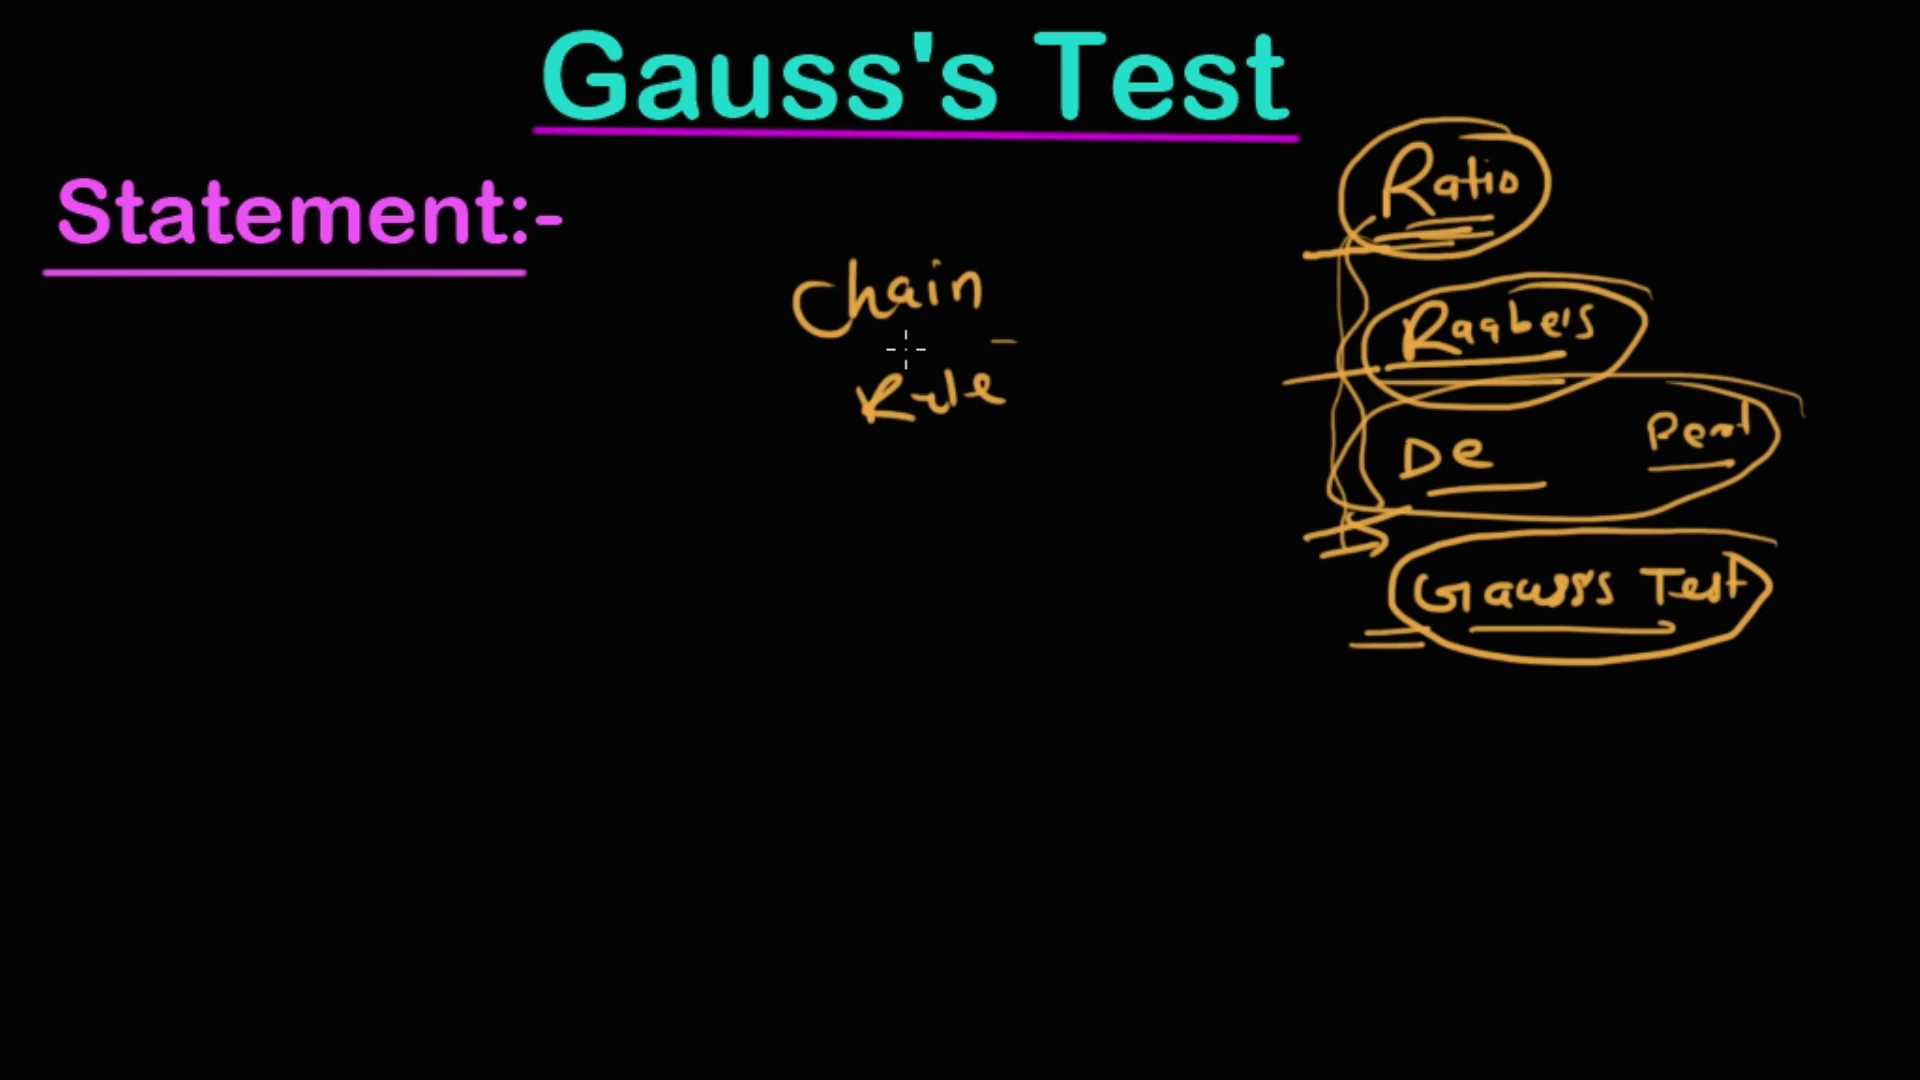 Gauss's Test
Statement:-
Chain
Rule
Ratio
Raabe's
De
Gauss's Test